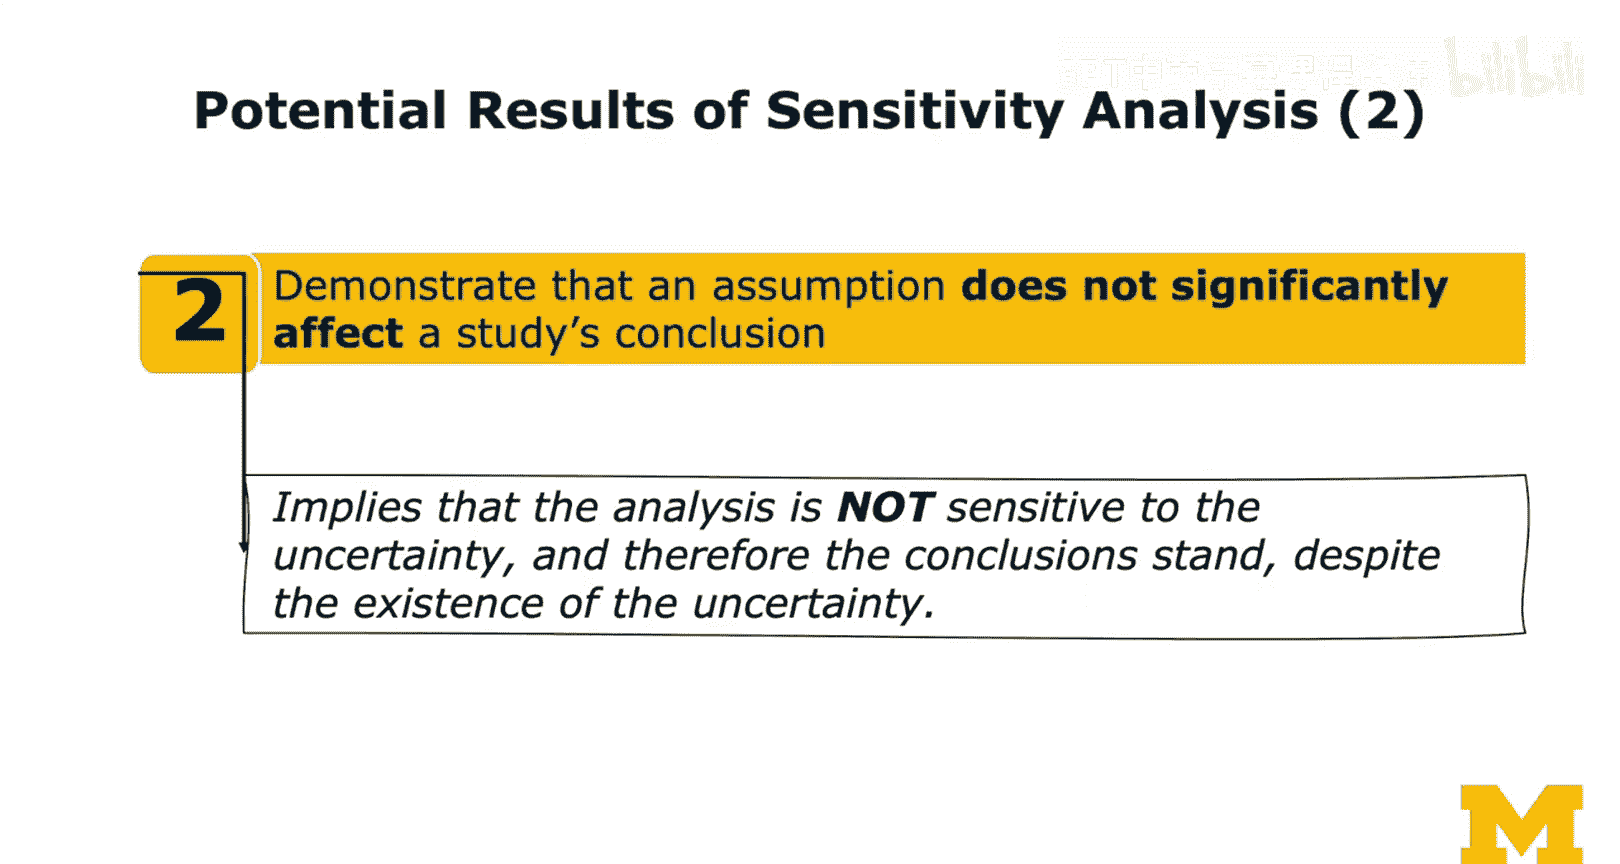 bilibili
Potential Results of Sensitivity Analysis (2)
2
Demonstrate that an assumption does not significantly
affect a study’s conclusion
Implies that the analysis is NOT sensitive to the
uncertainty, and therefore the conclusions stand, despite
the existence of the uncertainty.
M